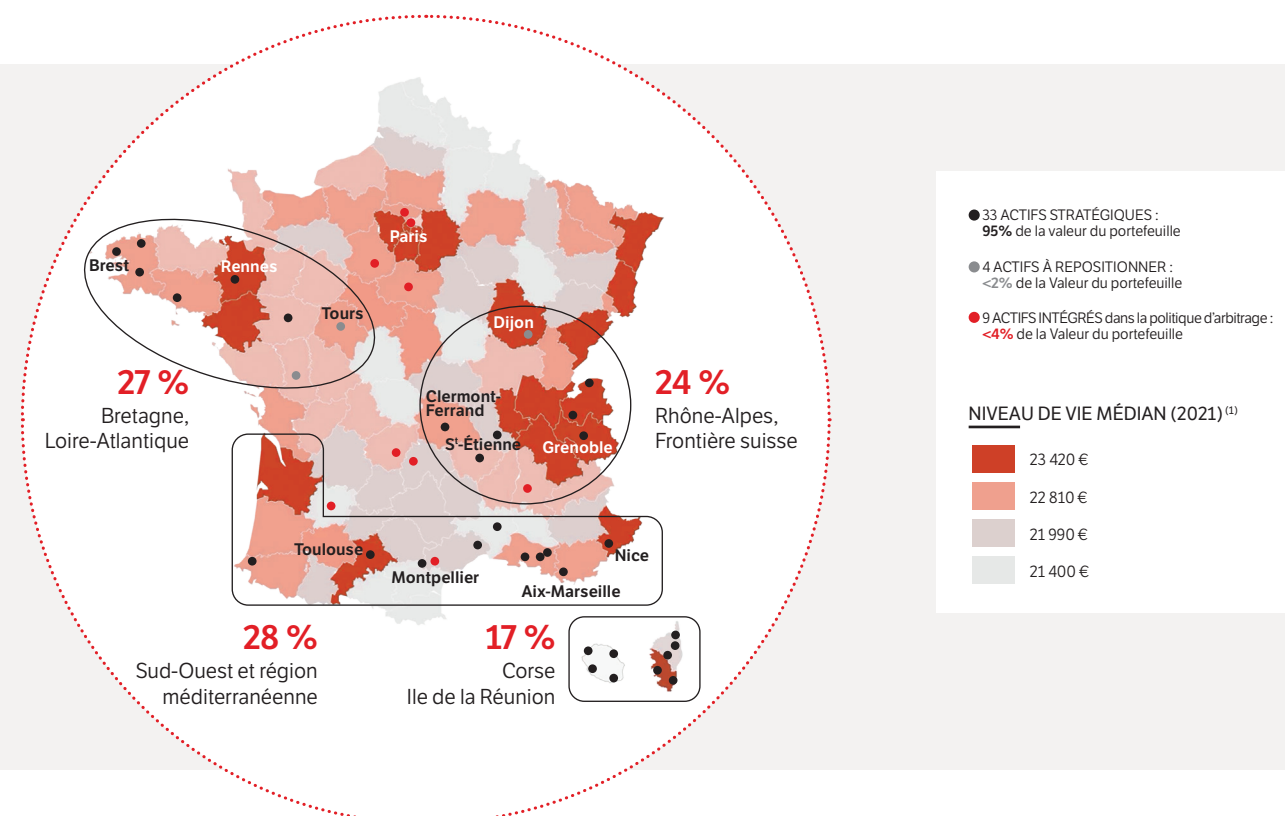 Paris
Brest
Rennes
Tours
Dijon
27 %
Bretagne,
Loire-Atlantique
24 %
Rhône-Alpes,
Frontière suisse
Clermont-
Ferrand
St-Étienne
Grenoble
Toulouse
Montpellier
Nice
Aix-Marseille
28 %
Sud-Ouest et région
méditerranéenne
17 %
Corse
Ile de la Réunion
33 ACTIFS STRATÉGIQUES :
95% de la valeur du portefeuille
4 ACTIFS À REPOSITIONNER :
<2% de la Valeur du portefeuille
9 ACTIFS INTÉGRÉS dans la politique d'arbitrage :
<4% de la Valeur du portefeuille
NIVEAU DE VIE MÉDIAN (2021) (1)
23 420 €
22 810 €
21 990 €
21 400 €